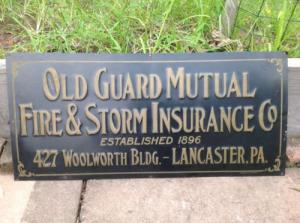 OLD GUARD MUTUAL
FIRE & STORM INSURANCE CO
ESTABLISHED 1896
427 WOOLWORTH BLDG. – LANCASTER, PA.